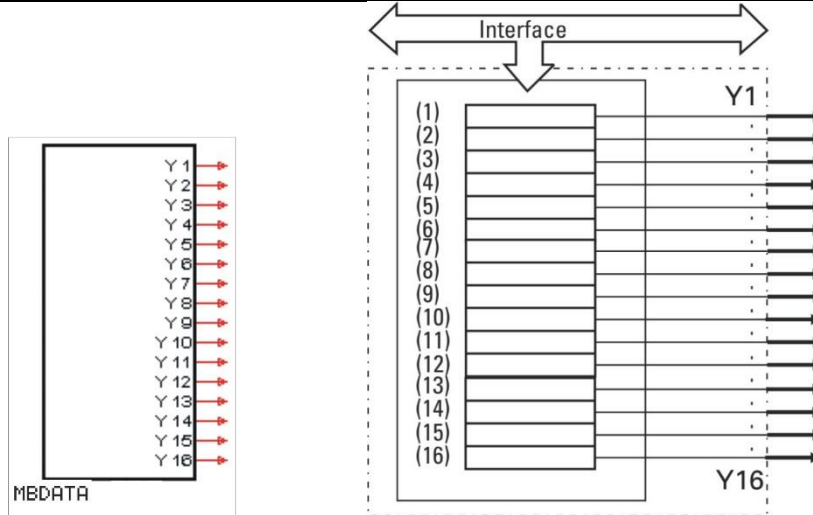 Y 1
Y 2
Y 3
Y 4
Y 5
Y 6
Y 7
Y 8
Y 9
Y 10
Y 11
Y 12
Y 13
Y 14
Y 15
Y 16
MBDATA
Interface
Y1
(1)
(2)
(3)
(4)
(5)
(6)
(7)
(8)
(9)
(10)
(11)
(12)
(13)
(14)
(15)
(16)
Y16